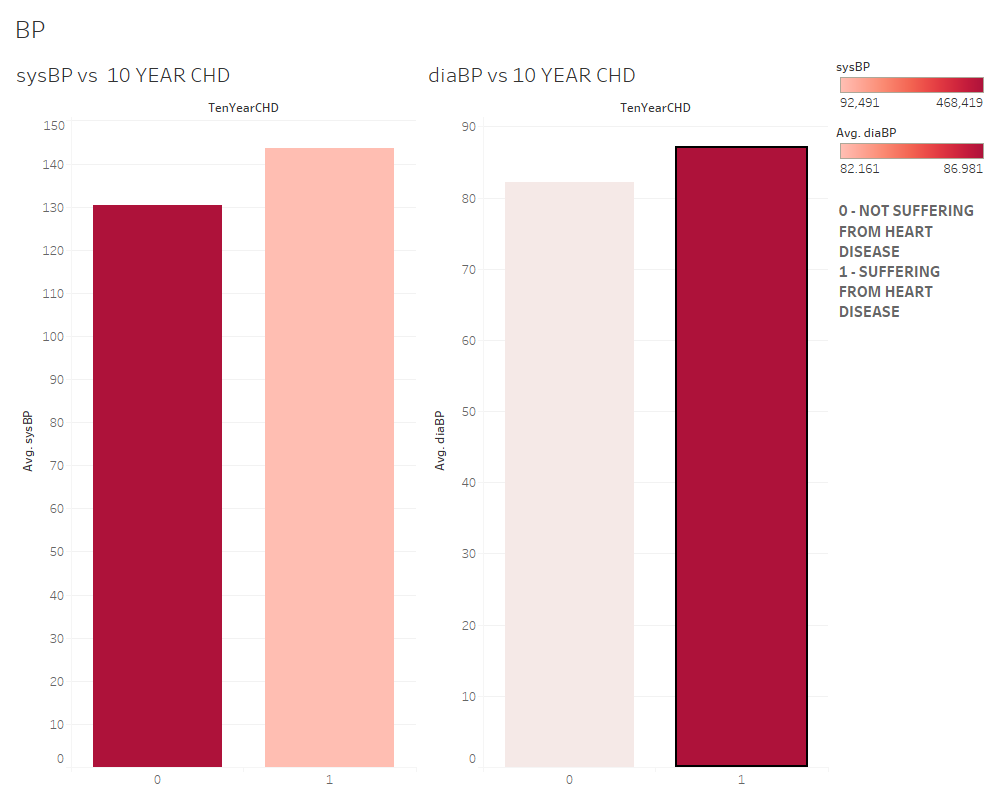 BP
sysBP vs 10 YEAR CHD
TenYearCHD
150
140
130
120
110
100
90
80
70
60
50
40
30
20
10
0
Avg. sysBP
0
1
diaBP vs 10 YEAR CHD
TenYearCHD
90
80
70
60
50
40
30
20
10
0
Avg. diaBP
0
1
sysBP
92,491 468,419
Avg. diaBP
82.161 86.981
0 - NOT SUFFERING
FROM HEART
DISEASE
1 - SUFFERING
FROM HEART
DISEASE